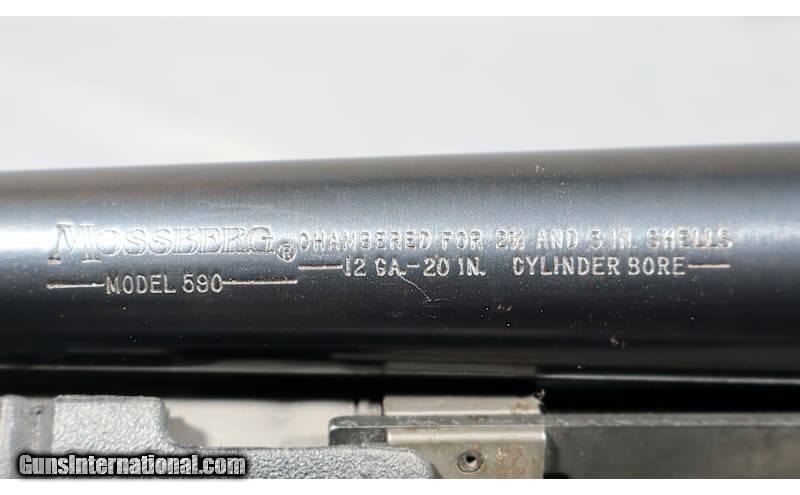 MOSSBERG® CHAMBERED FOR 2¾ AND 3 IN. SHELLS
MODEL 590 12 GA.-20 IN. CYLINDER BORE
GunsInternational.com